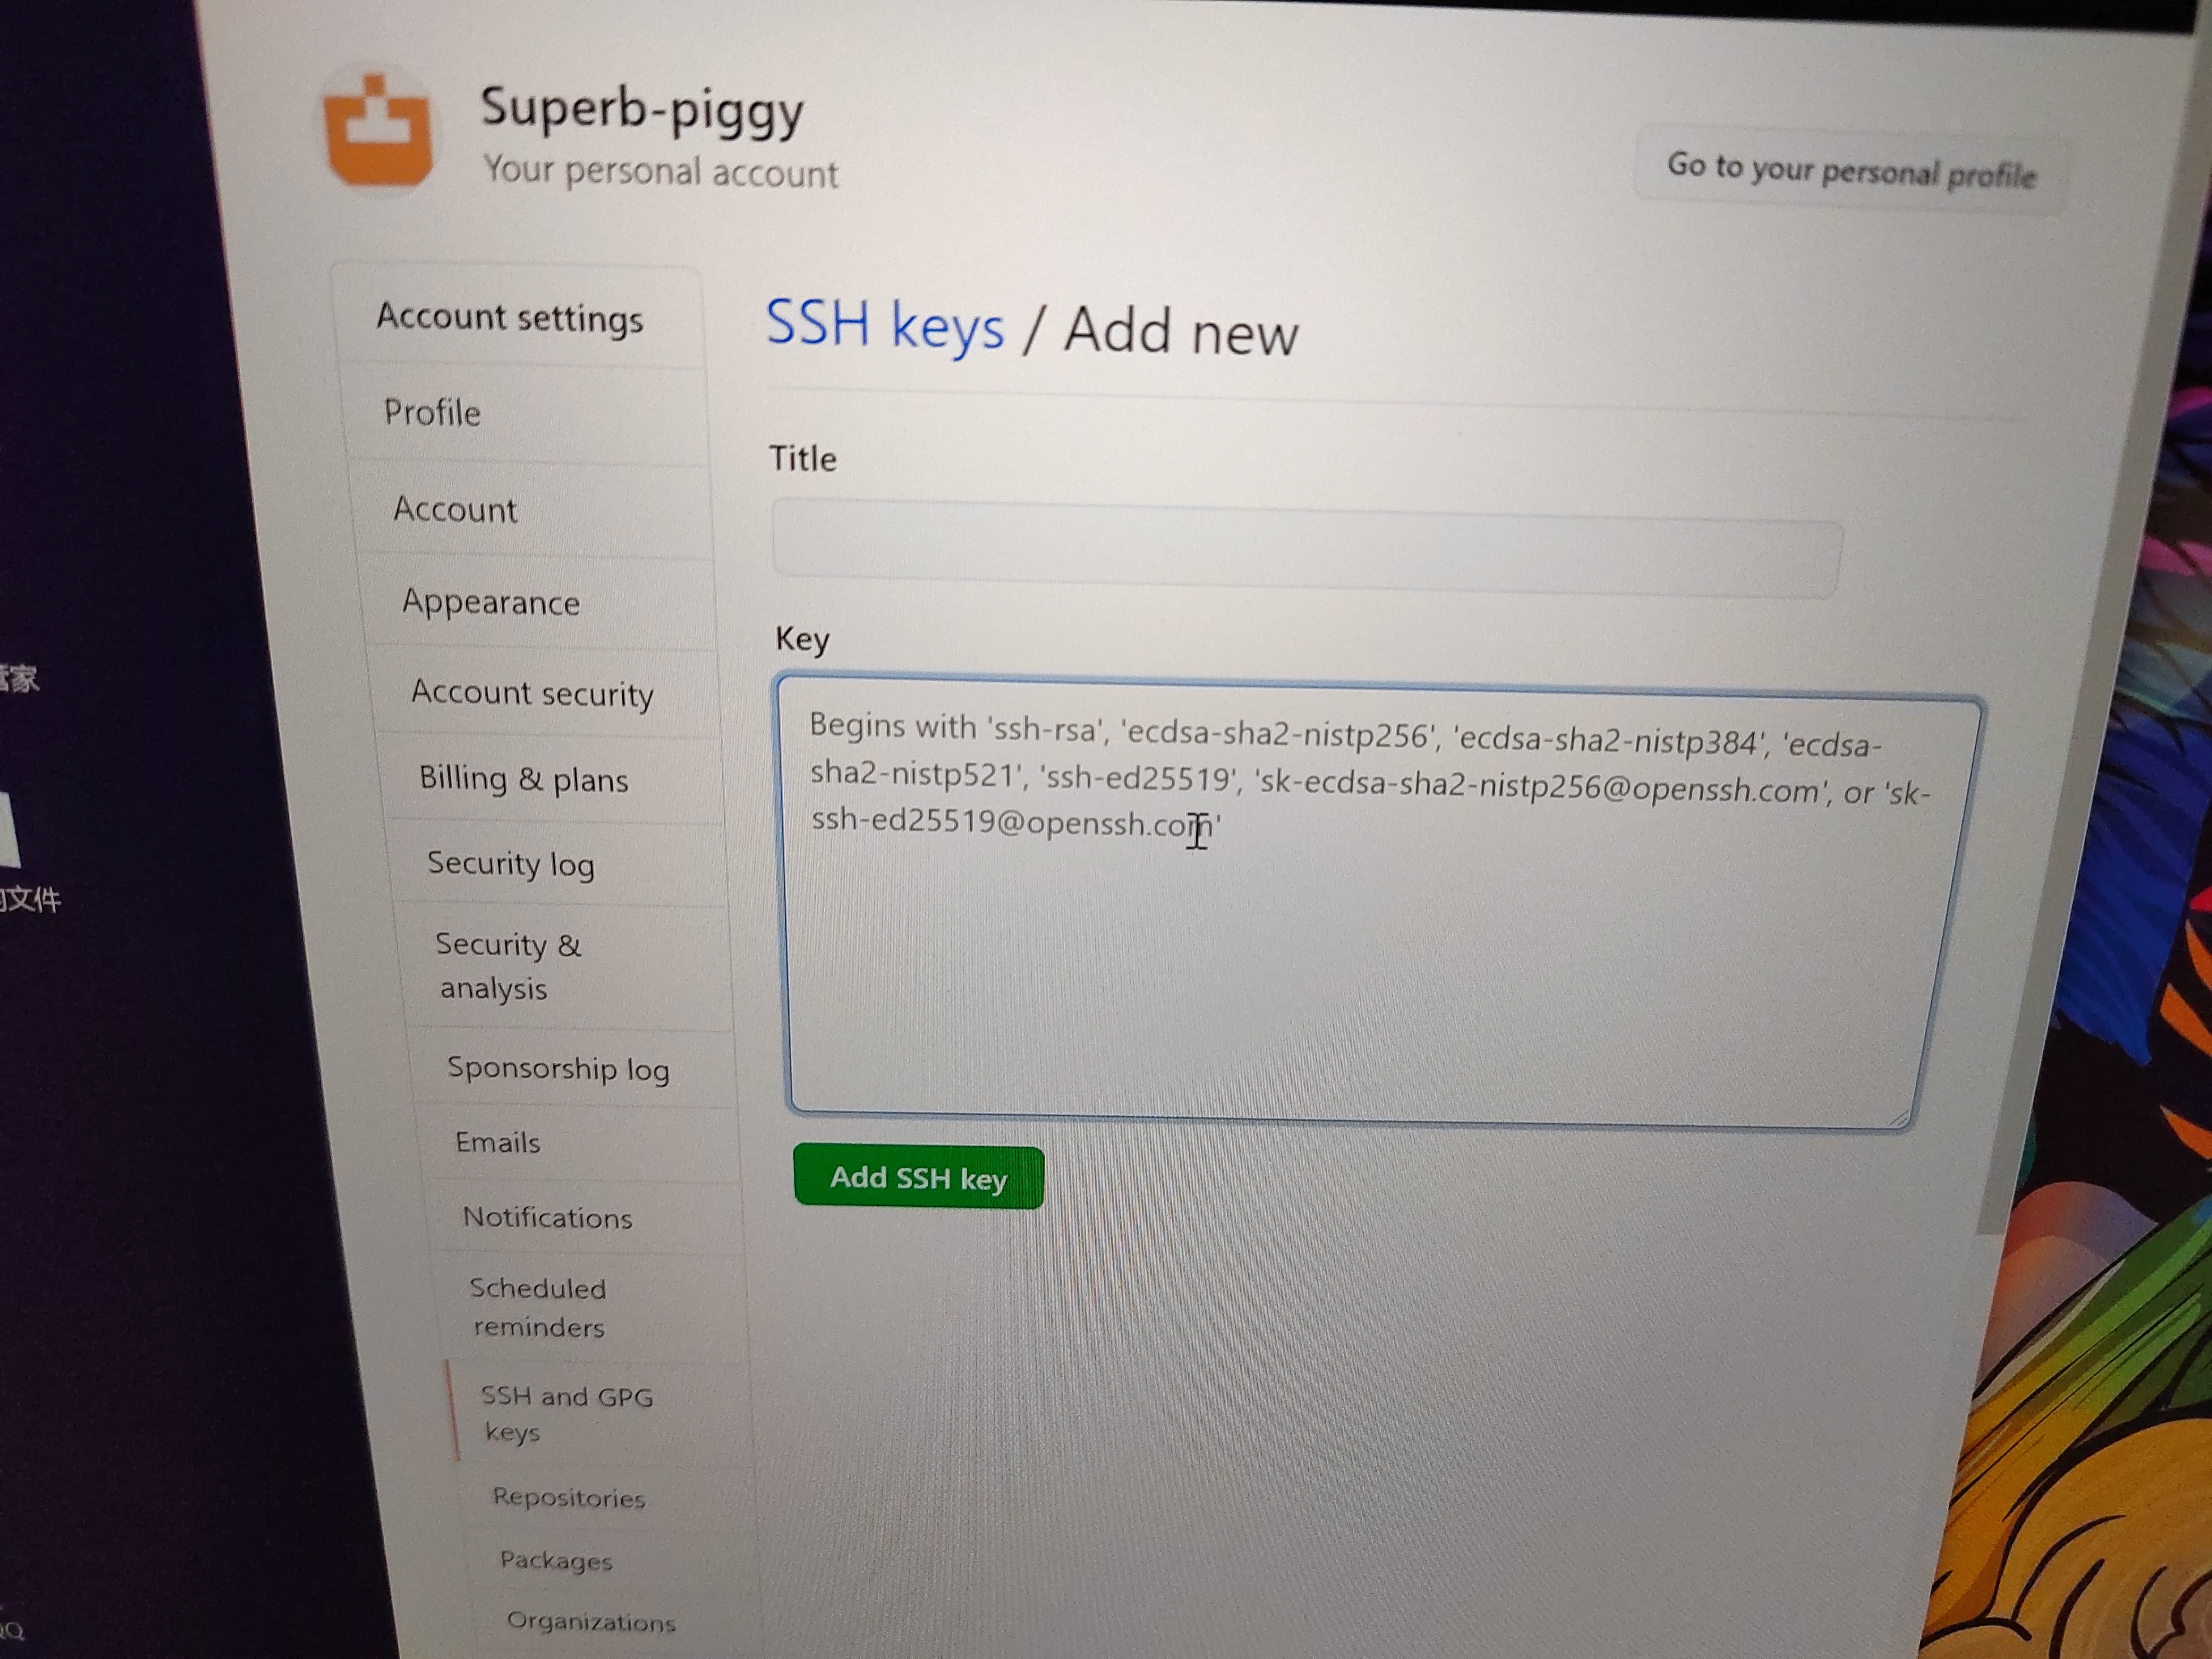 Superb-piggy
Your personal account
Go to your personal profile
Account settings
Profile
Account
Appearance
Account security
Billing & plans
Security log
Security &
analysis
Sponsorship log
Emails
Notifications
Scheduled
reminders
SSH and GPG
keys
Repositories
Packages
Organizations
SSH keys / Add new
Title
Key
Begins with 'ssh-rsa', 'ecdsa-sha2-nistp256', 'ecdsa-sha2-nistp384', 'ecdsa-
sha2-nistp521', 'ssh-ed25519', 'sk-ecdsa-sha2-nistp256@openssh.com', or 'sk-
ssh-ed25519@openssh.com'
Add SSH key
家
文件